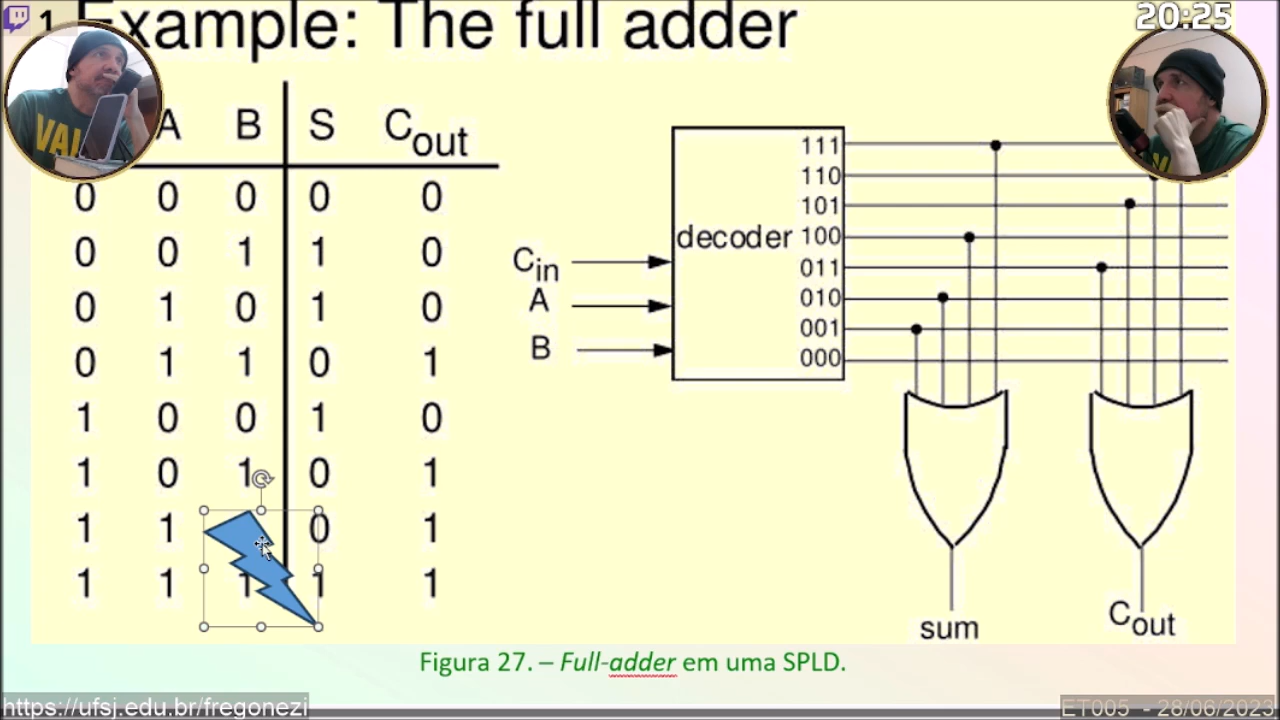 1 Example: The full adder
20:25
A B S Cout
0 0 0 0 0
0 0 1 1 0
0 1 0 1 0
0 1 1 0 1
1 0 0 1 0
1 0 1 0 1
1 1 0 1
1 1 1 1 1
Cin
A
B
decoder
111
110
101
100
011
010
001
000
sum
Cout
Figura 27. – Full-adder em uma SPLD.
https://ufsj.edu.br/fregonezi
ET005 - 28/06/2023